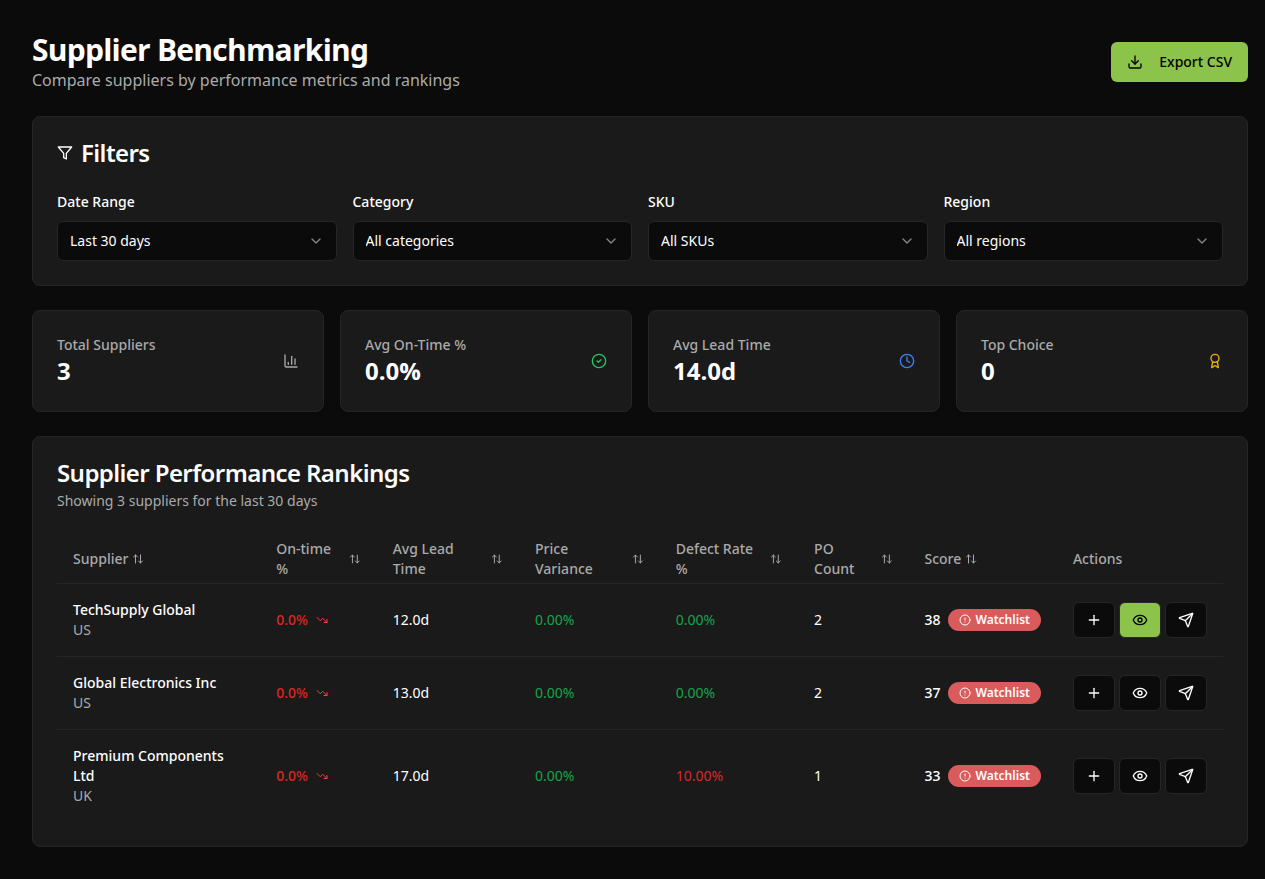 Supplier Benchmarking
Compare suppliers by performance metrics and rankings
Export CSV
Filters
Date Range
Category
SKU
Region
Last 30 days
All categories
All SKUs
All regions
Total Suppliers
3
Avg On-Time %
0.0%
Avg Lead Time
14.0d
Top Choice
0
Supplier Performance Rankings
Showing 3 suppliers for the last 30 days
Supplier
On-time
%
Avg Lead
Time
Price
Variance
Defect Rate
%
PO
Count
Score
Actions
TechSupply Global
US
0.0%
12.0d
0.00%
0.00%
2
38
Watchlist
Global Electronics Inc
US
0.0%
13.0d
0.00%
0.00%
2
37
Watchlist
Premium Components
Ltd
UK
0.0%
17.0d
0.00%
10.00%
1
33
Watchlist